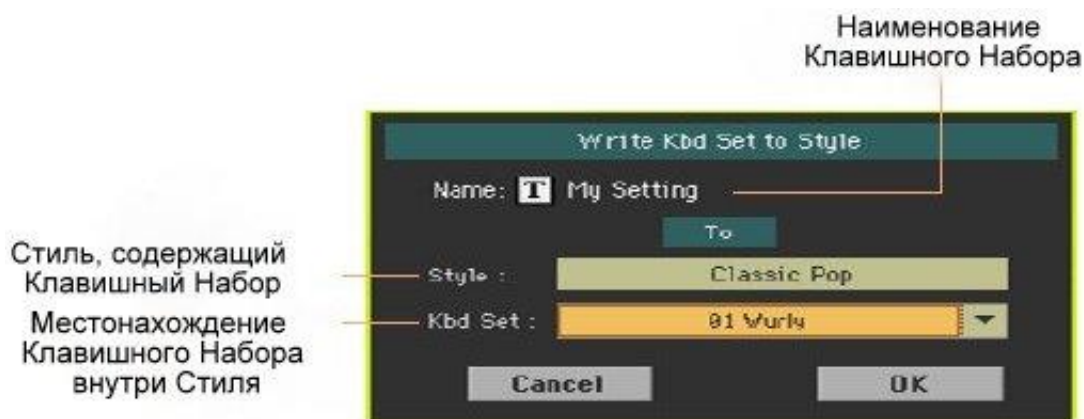 Наименование
Клавишного Набора
Write Kbd Set to Style
Name: T My Setting
To
Стиль, содержащий
Клавишный Набор
Style : Classic Pop
Местонахождение
Клавишного Набора
внутри Стиля
Kbd Set : 01 Wurly
Cancel OK